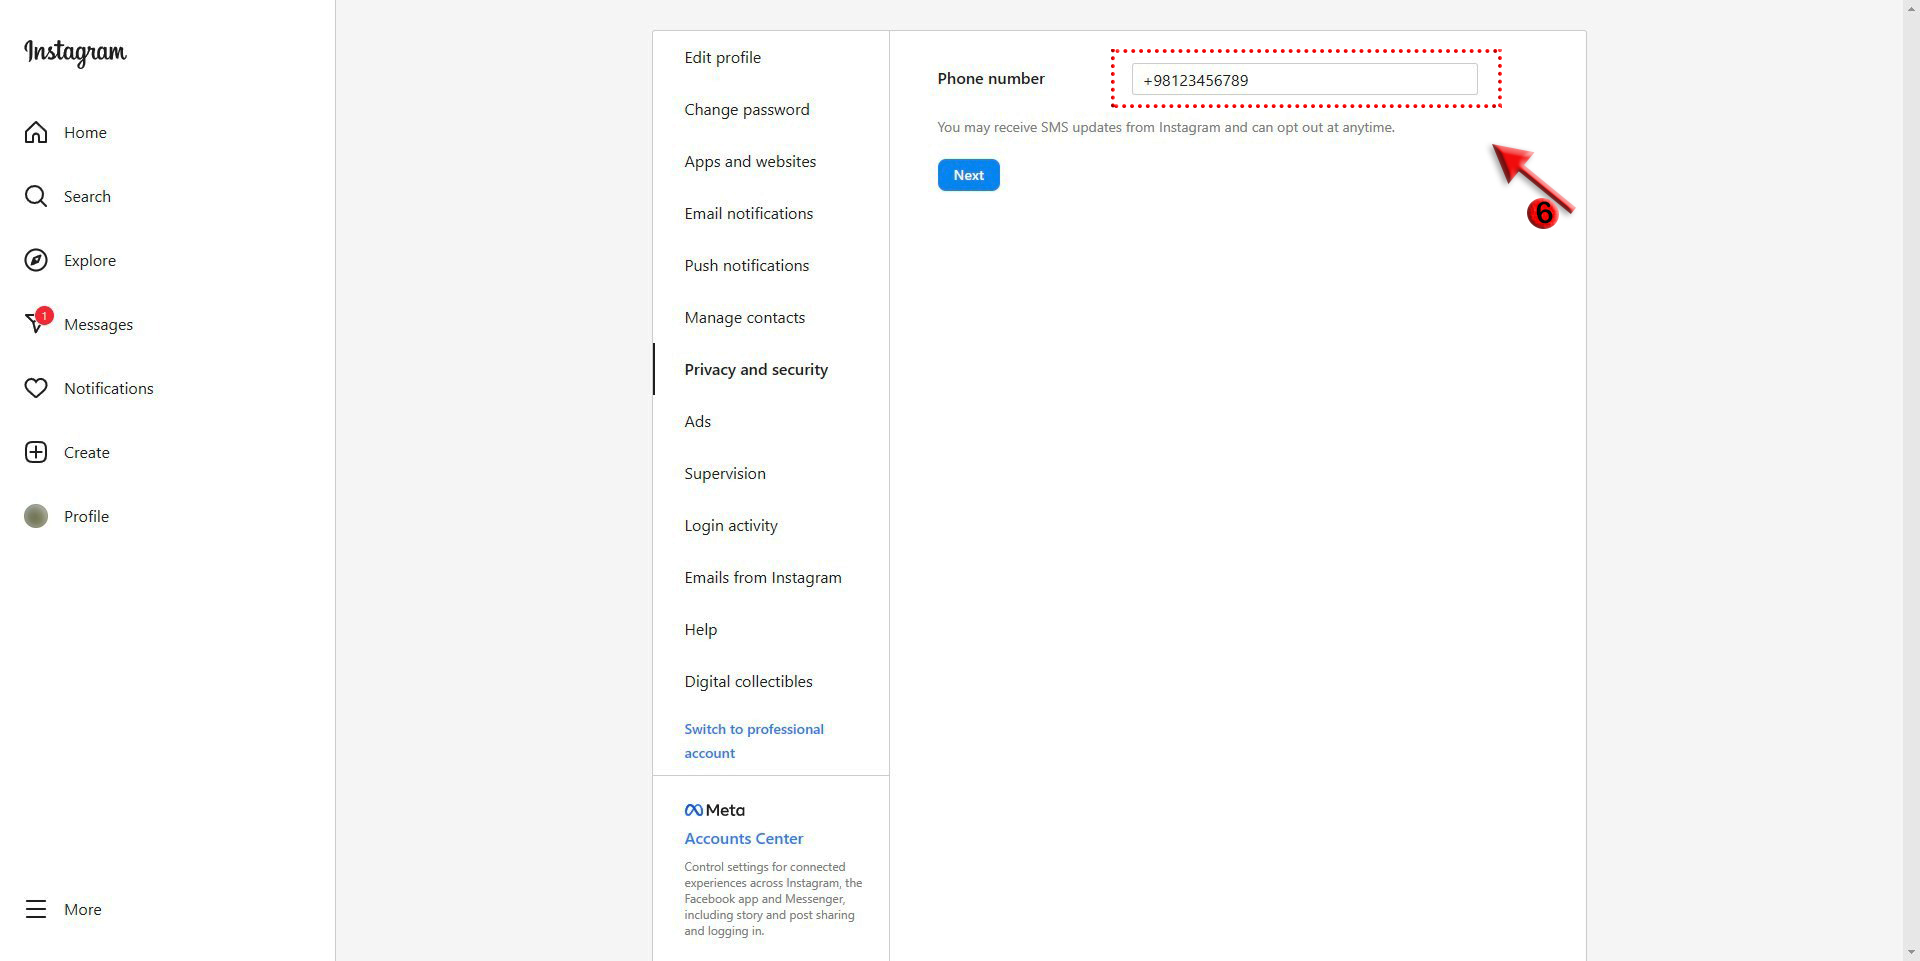 Instagram
Home
Search
Explore
1
Messages
Notifications
Create
Profile
More
Edit profile
Change password
Apps and websites
Email notifications
Push notifications
Manage contacts
Privacy and security
Ads
Supervision
Login activity
Emails from Instagram
Help
Digital collectibles
Switch to professional
account
Meta
Accounts Center
Control settings for connected
experiences across Instagram, the
Facebook app and Messenger,
including story and post sharing
and logging in.
Phone number
+98123456789
You may receive SMS updates from Instagram and can opt out at anytime.
Next
6